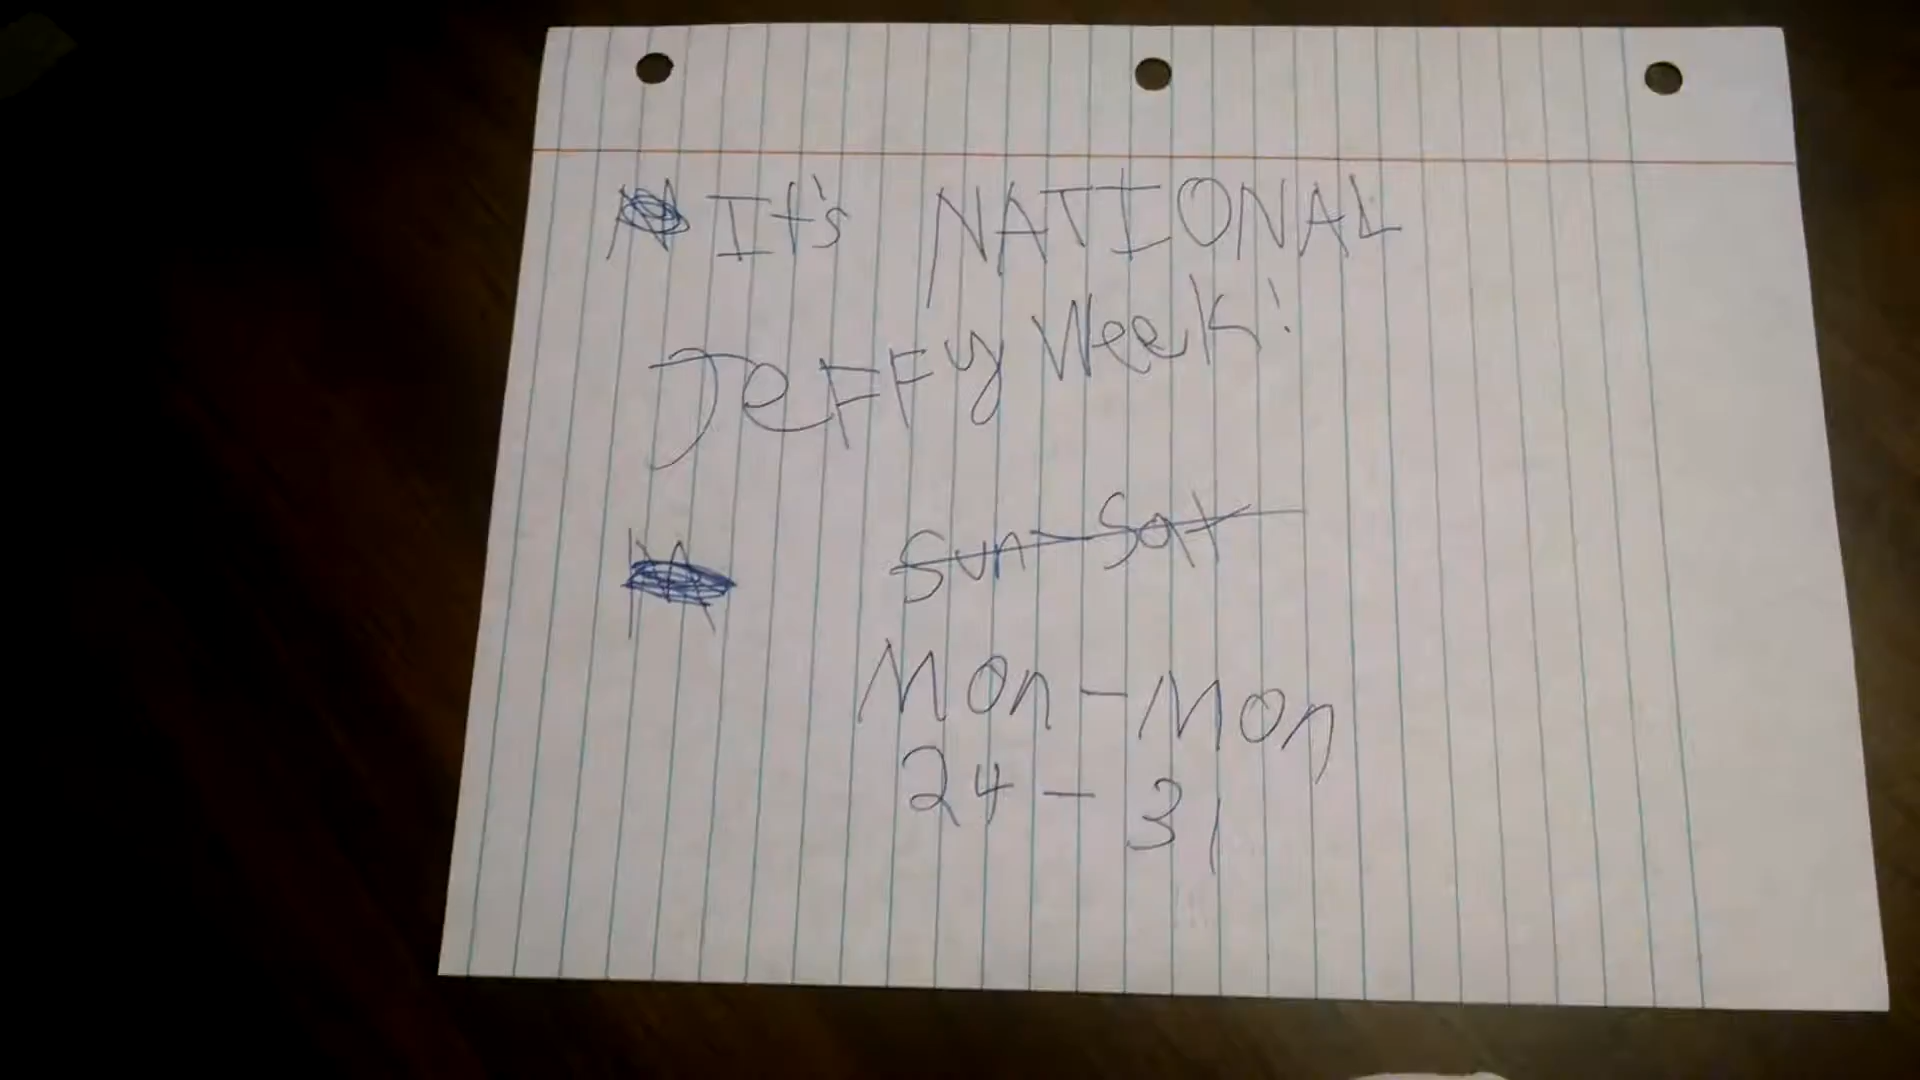 It's NATIONAL
JeFFy Week!
Sun-Sat
Mon-Mon
24-31